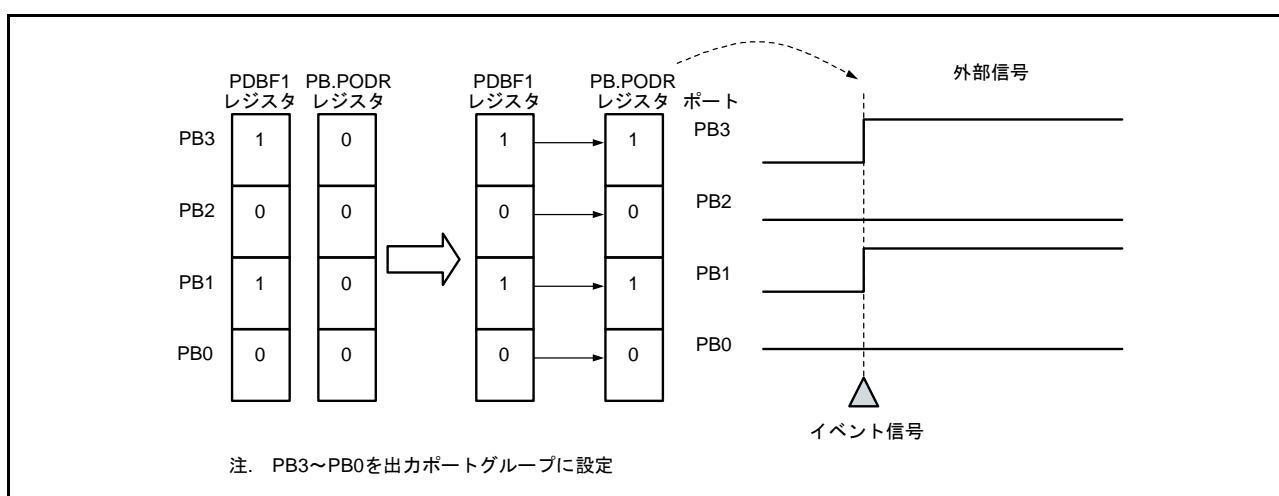 PDBF1
レジスタ
PB.PODR
レジスタ
PDBF1
レジスタ
PB.PODR
レジスタ
ポート
外部信号
PB3 1 0 1 1 PB3
PB2 0 0 0 0 PB2
PB1 1 0 1 1 PB1
PB0 0 0 0 0 PB0
イベント信号
注. PB3～PB0を出力ポートグループに設定